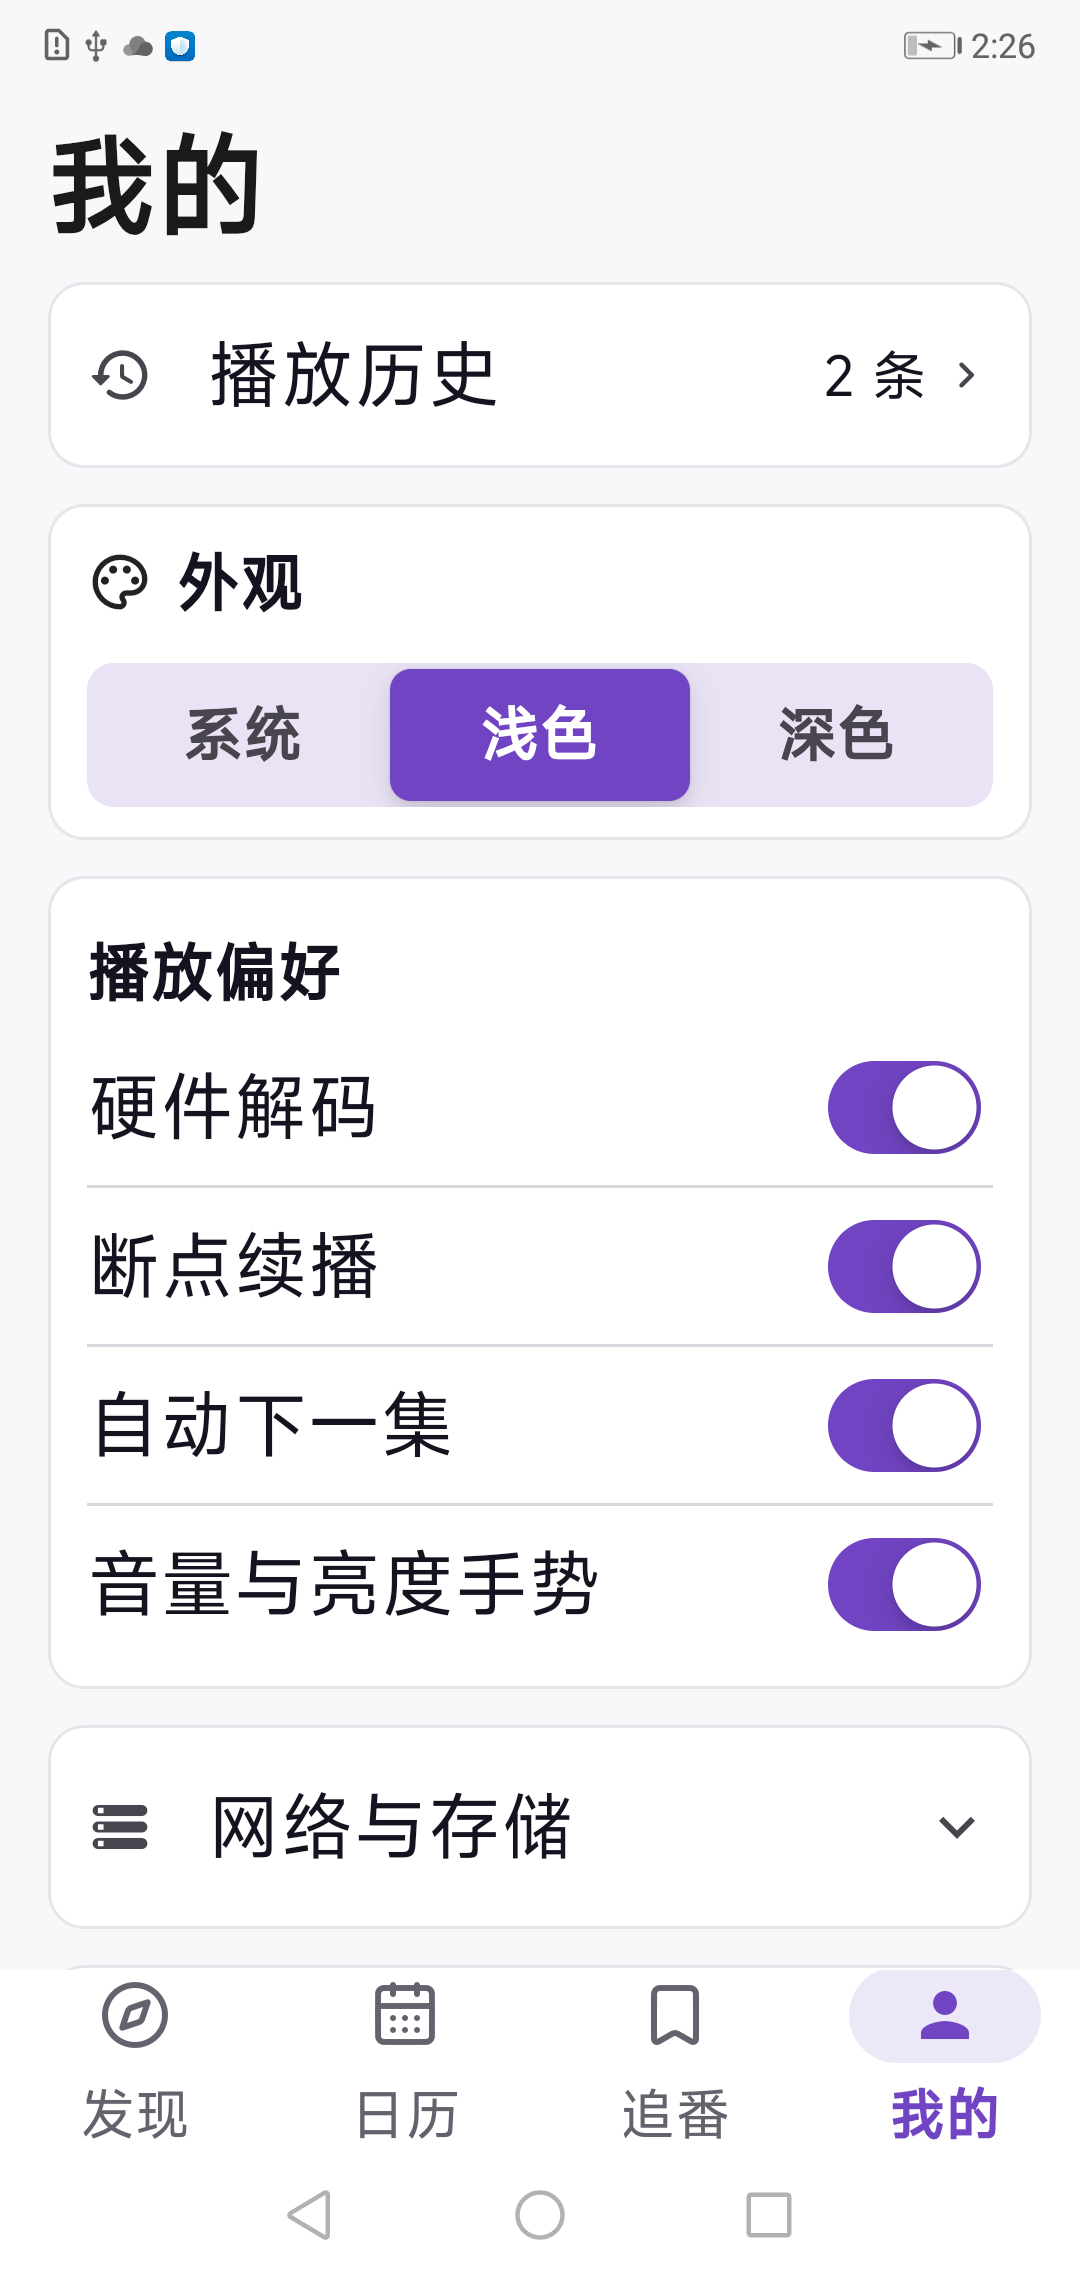 2:26
我的
播放历史
2 条
外观
系统 浅色 深色
播放偏好
硬件解码
断点续播
自动下一集
音量与亮度手势
网络与存储
发现 日历 追番 我的